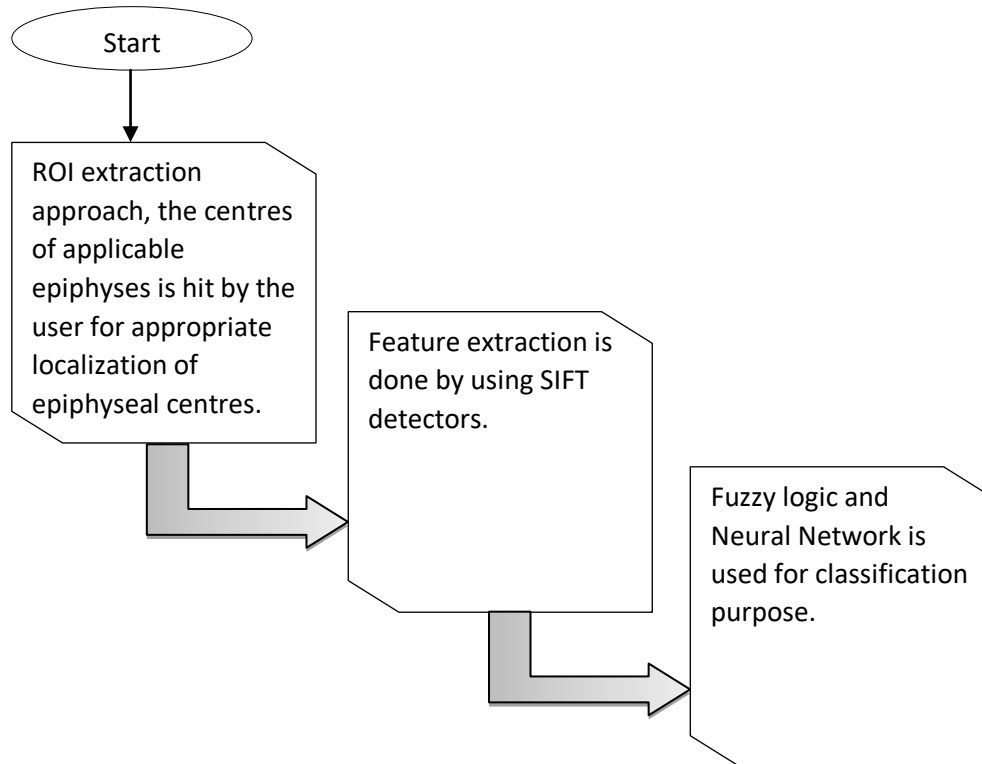 Start
ROI extraction
approach, the centres
of applicable
epiphyses is hit by the
user for appropriate
localization of
epiphyseal centres.
Feature extraction is
done by using SIFT
detectors.
Fuzzy logic and
Neural Network is
used for classification
purpose.